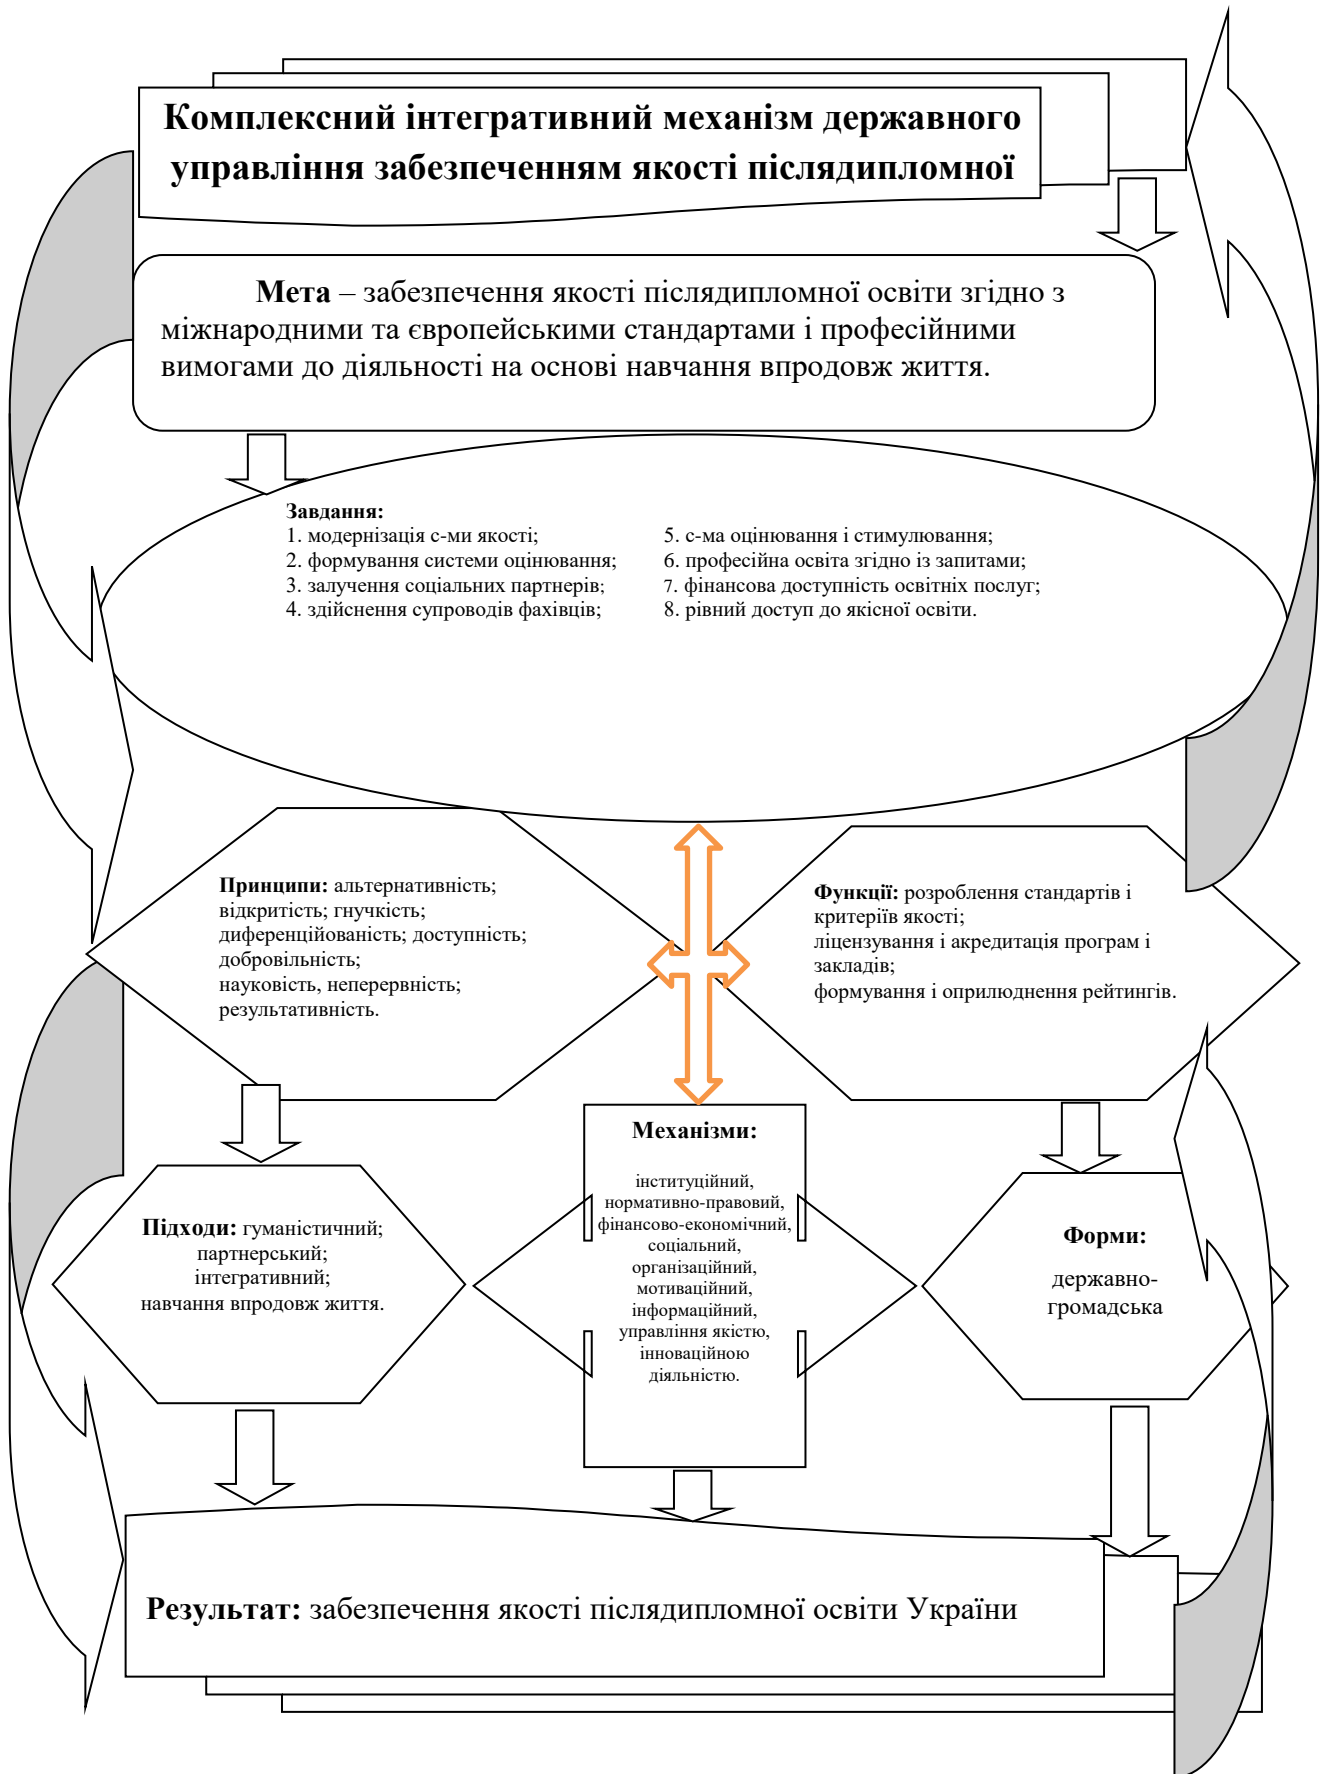 Комплексний інтегративний механізм державного
управління забезпеченням якості післядипломної
Мета – забезпечення якості післядипломної освіти згідно з
міжнародними та європейськими стандартами і професійними
вимогами до діяльності на основі навчання впродовж життя.
Завдання:
1. модернізація с-ми якості;
2. формування системи оцінювання;
3. залучення соціальних партнерів;
4. здійснення супроводів фахівців;
5. с-ма оцінювання і стимулювання;
6. професійна освіта згідно із запитами;
7. фінансова доступність освітніх послуг;
8. рівний доступ до якісної освіти.
Принципи: альтернативність;
відкритість; гнучкість;
диференційованість; доступність;
добровільність;
науковість, неперервність;
результативність.
Функції: розроблення стандартів і
критеріїв якості;
ліцензування і акредитація програм і
закладів;
формування і оприлюднення рейтингів.
Підходи: гуманістичний;
партнерський;
інтегративний;
навчання впродовж життя.
Механізми:
інституційний,
нормативно-правовий,
фінансово-економічний,
соціальний,
організаційний,
мотиваційний,
інформаційний,
управління якістю,
інноваційною
діяльністю.
Форми:
державно-
громадська
Результат: забезпечення якості післядипломної освіти України